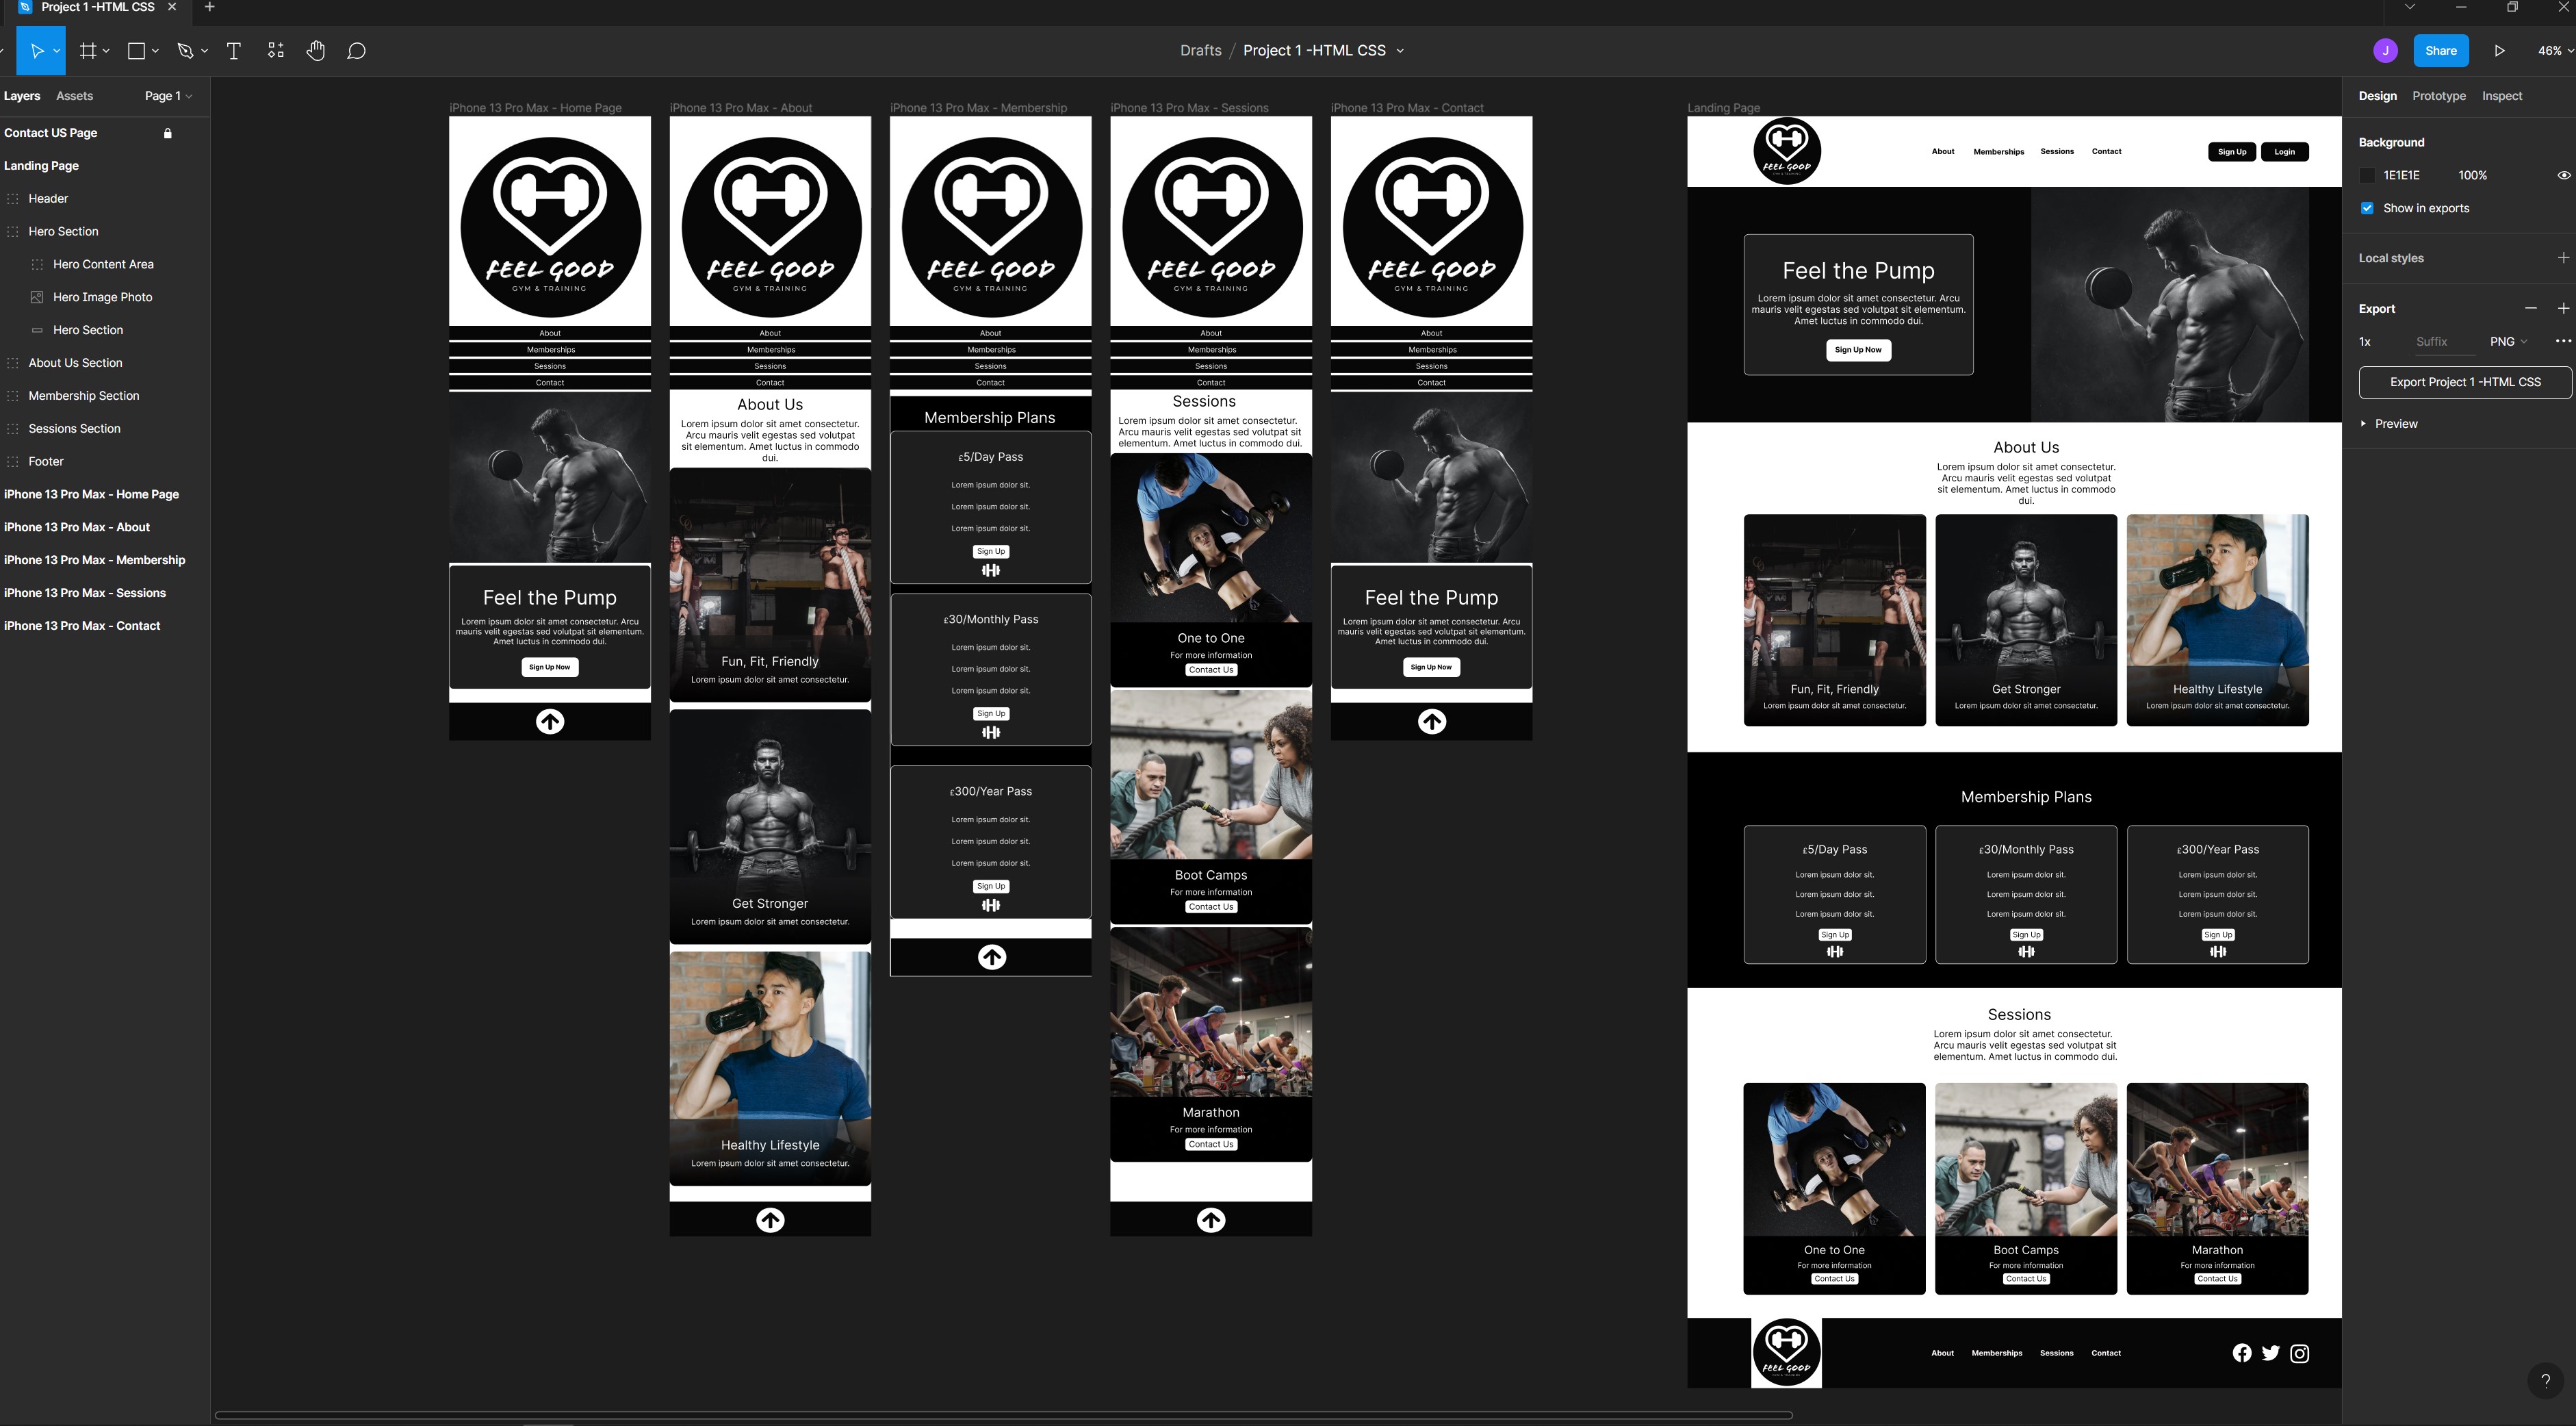 Project 1 -HTML CSS
Drafts / Project 1 -HTML CSS
J
Share
46%
Layers
Assets
Page 1
Contact US Page
Landing Page
Header
Hero Section
Hero Content Area
Hero Image Photo
Hero Section
About Us Section
Membership Section
Sessions Section
Footer
iPhone 13 Pro Max - Home Page
iPhone 13 Pro Max - About
iPhone 13 Pro Max - Membership
iPhone 13 Pro Max - Sessions
iPhone 13 Pro Max - Contact
iPhone 13 Pro Max - Home Page
FEEL GOOD
GYM & TRAINING
About
Memberships
Sessions
Contact
Feel the Pump
Lorem ipsum dolor sit amet consectetur. Arcu
mauris velit egestas sed volutpat sit elementum.
Amet luctus in commodo dui.
Sign Up Now
iPhone 13 Pro Max - About
FEEL GOOD
GYM & TRAINING
About
Memberships
Sessions
Contact
About Us
Lorem ipsum dolor sit amet consectetur.
Arcu mauris velit egestas sed volutpat
sit elementum. Amet luctus in commodo
dui.
Fun, Fit, Friendly
Lorem ipsum dolor sit amet consectetur.
Get Stronger
Lorem ipsum dolor sit amet consectetur.
Healthy Lifestyle
Lorem ipsum dolor sit amet consectetur.
iPhone 13 Pro Max - Membership
FEEL GOOD
GYM & TRAINING
About
Memberships
Sessions
Contact
Membership Plans
£5/Day Pass
Lorem ipsum dolor sit.
Lorem ipsum dolor sit.
Lorem ipsum dolor sit.
Sign Up
£30/Monthly Pass
Lorem ipsum dolor sit.
Lorem ipsum dolor sit.
Lorem ipsum dolor sit.
Sign Up
£300/Year Pass
Lorem ipsum dolor sit.
Lorem ipsum dolor sit.
Lorem ipsum dolor sit.
Sign Up
iPhone 13 Pro Max - Sessions
FEEL GOOD
GYM & TRAINING
About
Memberships
Sessions
Contact
Sessions
Lorem ipsum dolor sit amet consectetur.
Arcu mauris velit egestas sed volutpat sit
elementum. Amet luctus in commodo dui.
One to One
For more information
Contact Us
Boot Camps
For more information
Contact Us
Marathon
For more information
Contact Us
iPhone 13 Pro Max - Contact
FEEL GOOD
GYM & TRAINING
About
Memberships
Sessions
Contact
Feel the Pump
Lorem ipsum dolor sit amet consectetur. Arcu
mauris velit egestas sed volutpat sit elementum.
Amet luctus in commodo dui.
Sign Up Now
Landing Page
FEEL GOOD
GYM & TRAINING
About Memberships Sessions Contact
Sign Up Login
Feel the Pump
Lorem ipsum dolor sit amet consectetur. Arcu
mauris velit egestas sed volutpat sit elementum.
Amet luctus in commodo dui.
Sign Up Now
About Us
Lorem ipsum dolor sit amet consectetur.
Arcu mauris velit egestas sed volutpat
sit elementum. Amet luctus in commodo
dui.
Fun, Fit, Friendly
Lorem ipsum dolor sit amet consectetur.
Get Stronger
Lorem ipsum dolor sit amet consectetur.
Healthy Lifestyle
Lorem ipsum dolor sit amet consectetur.
Membership Plans
£5/Day Pass
Lorem ipsum dolor sit.
Lorem ipsum dolor sit.
Lorem ipsum dolor sit.
Sign Up
£30/Monthly Pass
Lorem ipsum dolor sit.
Lorem ipsum dolor sit.
Lorem ipsum dolor sit.
Sign Up
£300/Year Pass
Lorem ipsum dolor sit.
Lorem ipsum dolor sit.
Lorem ipsum dolor sit.
Sign Up
Sessions
Lorem ipsum dolor sit amet consectetur.
Arcu mauris velit egestas sed volutpat sit
elementum. Amet luctus in commodo dui.
One to One
For more information
Contact Us
Boot Camps
For more information
Contact Us
Marathon
For more information
Contact Us
FEEL GOOD
GYM & TRAINING
About Memberships Sessions Contact
Design
Prototype
Inspect
Background
1E1E1E 100%
Show in exports
Local styles
Export
1x Suffix PNG
Export Project 1 -HTML CSS
Preview
?